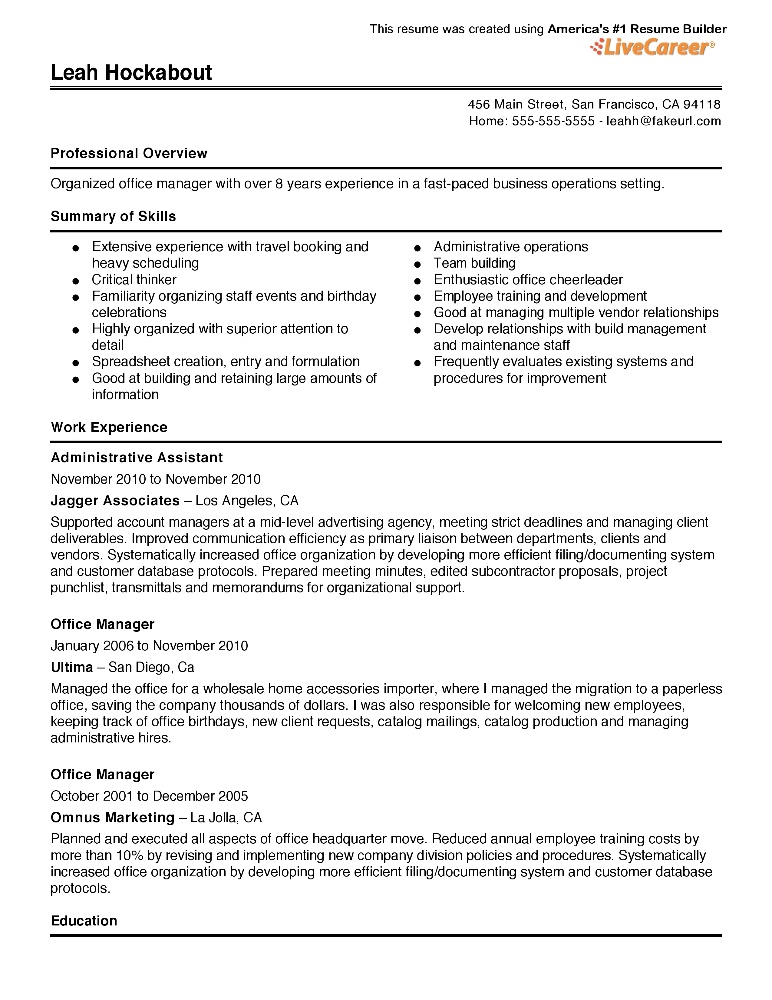 This resume was created using America's #1 Resume Builder
LiveCareer®
Leah Hockabout
456 Main Street, San Francisco, CA 94118
Home: 555-555-5555 - leahh@fakeurl.com
Professional Overview
Organized office manager with over 8 years experience in a fast-paced business operations setting.
Summary of Skills
● Extensive experience with travel booking and
heavy scheduling
● Critical thinker
● Familiarity organizing staff events and birthday
celebrations
● Highly organized with superior attention to
detail
● Spreadsheet creation, entry and formulation
● Good at building and retaining large amounts of
information
● Administrative operations
● Team building
● Enthusiastic office cheerleader
● Employee training and development
● Good at managing multiple vendor relationships
● Develop relationships with build management
and maintenance staff
● Frequently evaluates existing systems and
procedures for improvement
Work Experience
Administrative Assistant
November 2010 to November 2010
Jagger Associates – Los Angeles, CA
Supported account managers at a mid-level advertising agency, meeting strict deadlines and managing client
deliverables. Improved communication efficiency as primary liaison between departments, clients and
vendors. Systematically increased office organization by developing more efficient filing/documenting system
and customer database protocols. Prepared meeting minutes, edited subcontractor proposals, project
punchlist, transmittals and memorandums for organizational support.
Office Manager
January 2006 to November 2010
Ultima – San Diego, Ca
Managed the office for a wholesale home accessories importer, where I managed the migration to a paperless
office, saving the company thousands of dollars. I was also responsible for welcoming new employees,
keeping track of office birthdays, new client requests, catalog mailings, catalog production and managing
administrative hires.
Office Manager
October 2001 to December 2005
Omnus Marketing – La Jolla, CA
Planned and executed all aspects of office headquarter move. Reduced annual employee training costs by
more than 10% by revising and implementing new company division policies and procedures. Systematically
increased office organization by developing more efficient filing/documenting system and customer database
protocols.
Education